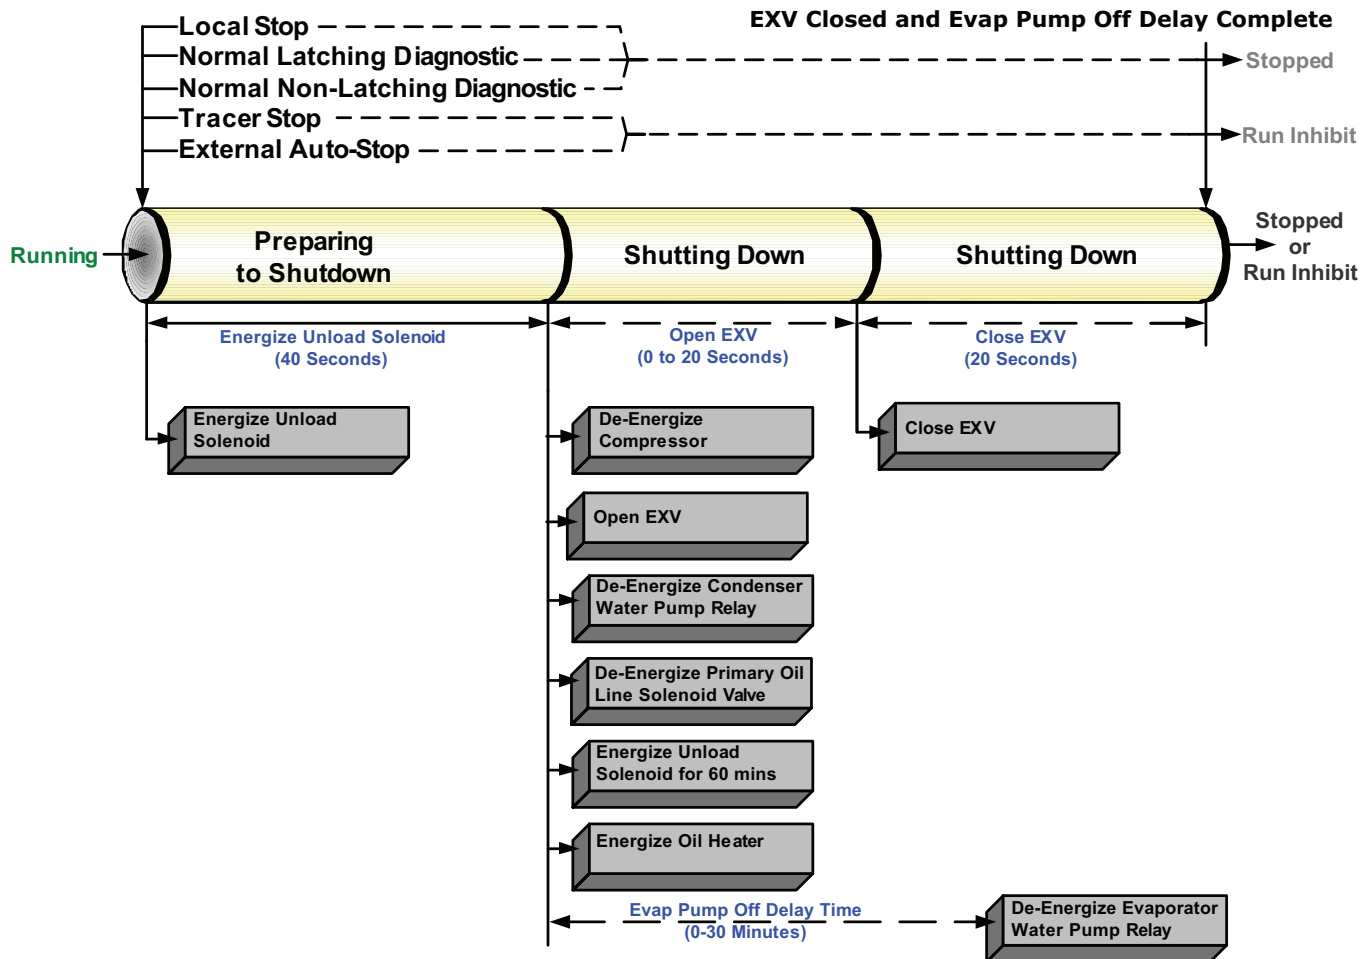 EXV Closed and Evap Pump Off Delay Complete
Local Stop
Normal Latching Diagnostic
Normal Non-Latching Diagnostic
Tracer Stop
External Auto-Stop
Stopped
Run Inhibit
Running
Preparing
to Shutdown
Shutting Down
Shutting Down
Stopped
or
Run Inhibit
Energize Unload Solenoid
(40 Seconds)
Open EXV
(0 to 20 Seconds)
Close EXV
(20 Seconds)
Energize Unload
Solenoid
De-Energize
Compressor
Close EXV
Open EXV
De-Energize Condenser
Water Pump Relay
De-Energize Primary Oil
Line Solenoid Valve
Energize Unload
Solenoid for 60 mins
Energize Oil Heater
Evap Pump Off Delay Time
(0-30 Minutes)
De-Energize Evaporator
Water Pump Relay